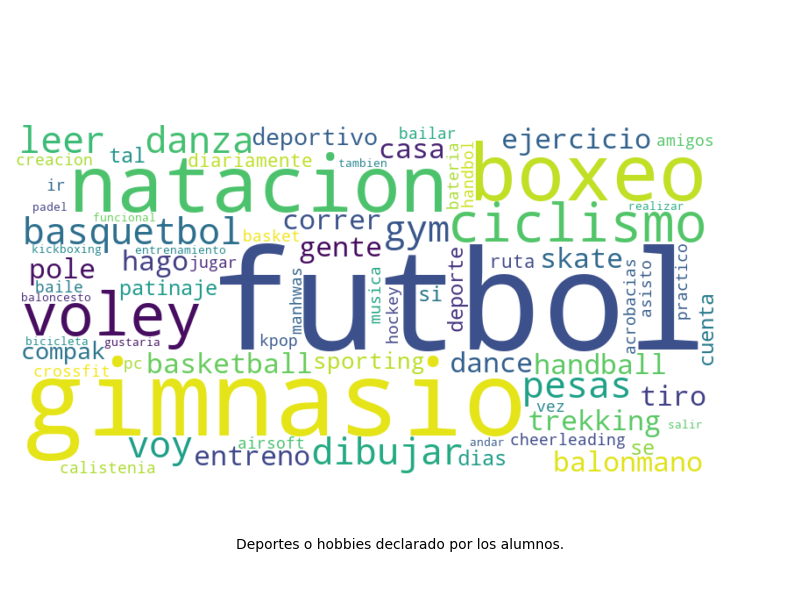 leer
danza
deportivo
bailar
casa
ejercicio
amigos
creacion
tal
diariamente
tambien
bateria
handbol
boxeo
ir
natacion
padel
funcional
correr
gym
ciclismo
realizar
basquetbol
basket
gente
kickboxing
entrenamiento
pole
hago
jugar
futbol
deporte
ruta
skate
acrobacias
asisto
practico
baile
patinaje
manhwas
musica
hockey
si
baloncesto
voley
cuenta
bicicleta
gustaria
kpop
compak
pc
basketball
sporting
dance
handball
crossfit
gimnasio
pesas
tiro
vez
trekking
salir
voy
airsoft
dibujar
andar
cheerleading
se
entreno
dias
balonmano
calistenia
Deportes o hobbies declarado por los alumnos.